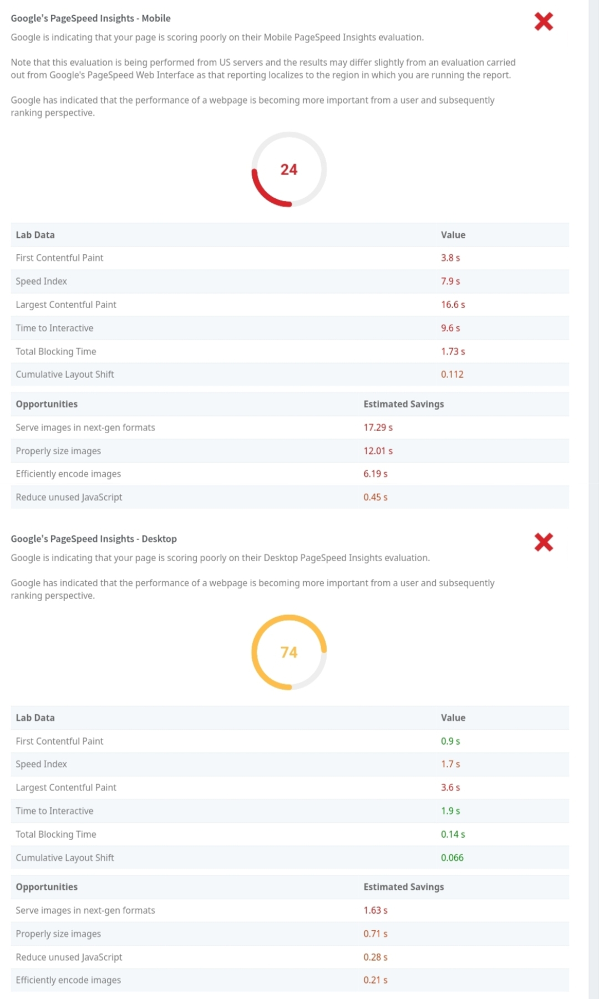 Google's PageSpeed Insights - Mobile
Google is indicating that your page is scoring poorly on their Mobile PageSpeed Insights evaluation.
Note that this evaluation is being performed from US servers and the results may differ slightly from an evaluation carried
out from Google's PageSpeed Web Interface as that reporting localizes to the region in which you are running the report.
Google has indicated that the performance of a webpage is becoming more important from a user and subsequently
ranking perspective.
24
Lab Data Value
First Contentful Paint 3.8 s
Speed Index 7.9 s
Largest Contentful Paint 16.6 s
Time to Interactive 9.6 s
Total Blocking Time 1.73 s
Cumulative Layout Shift 0.112
Opportunities Estimated Savings
Serve images in next-gen formats 17.29 s
Properly size images 12.01 s
Efficiently encode images 6.19 s
Reduce unused JavaScript 0.45 s
Google's PageSpeed Insights - Desktop
Google is indicating that your page is scoring poorly on their Desktop PageSpeed Insights evaluation.
Google has indicated that the performance of a webpage is becoming more important from a user and subsequently
ranking perspective.
74
Lab Data Value
First Contentful Paint 0.9 s
Speed Index 1.7 s
Largest Contentful Paint 3.6 s
Time to Interactive 1.9 s
Total Blocking Time 0.14 s
Cumulative Layout Shift 0.066
Opportunities Estimated Savings
Serve images in next-gen formats 1.63 s
Properly size images 0.71 s
Reduce unused JavaScript 0.28 s
Efficiently encode images 0.21 s